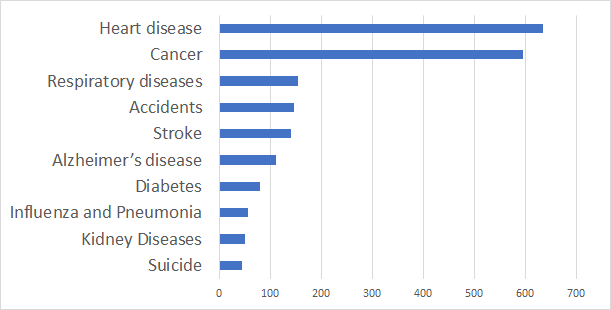 Heart disease
Cancer
Respiratory diseases
Accidents
Stroke
Alzheimer’s disease
Diabetes
Influenza and Pneumonia
Kidney Diseases
Suicide
0 100 200 300 400 500 600 700